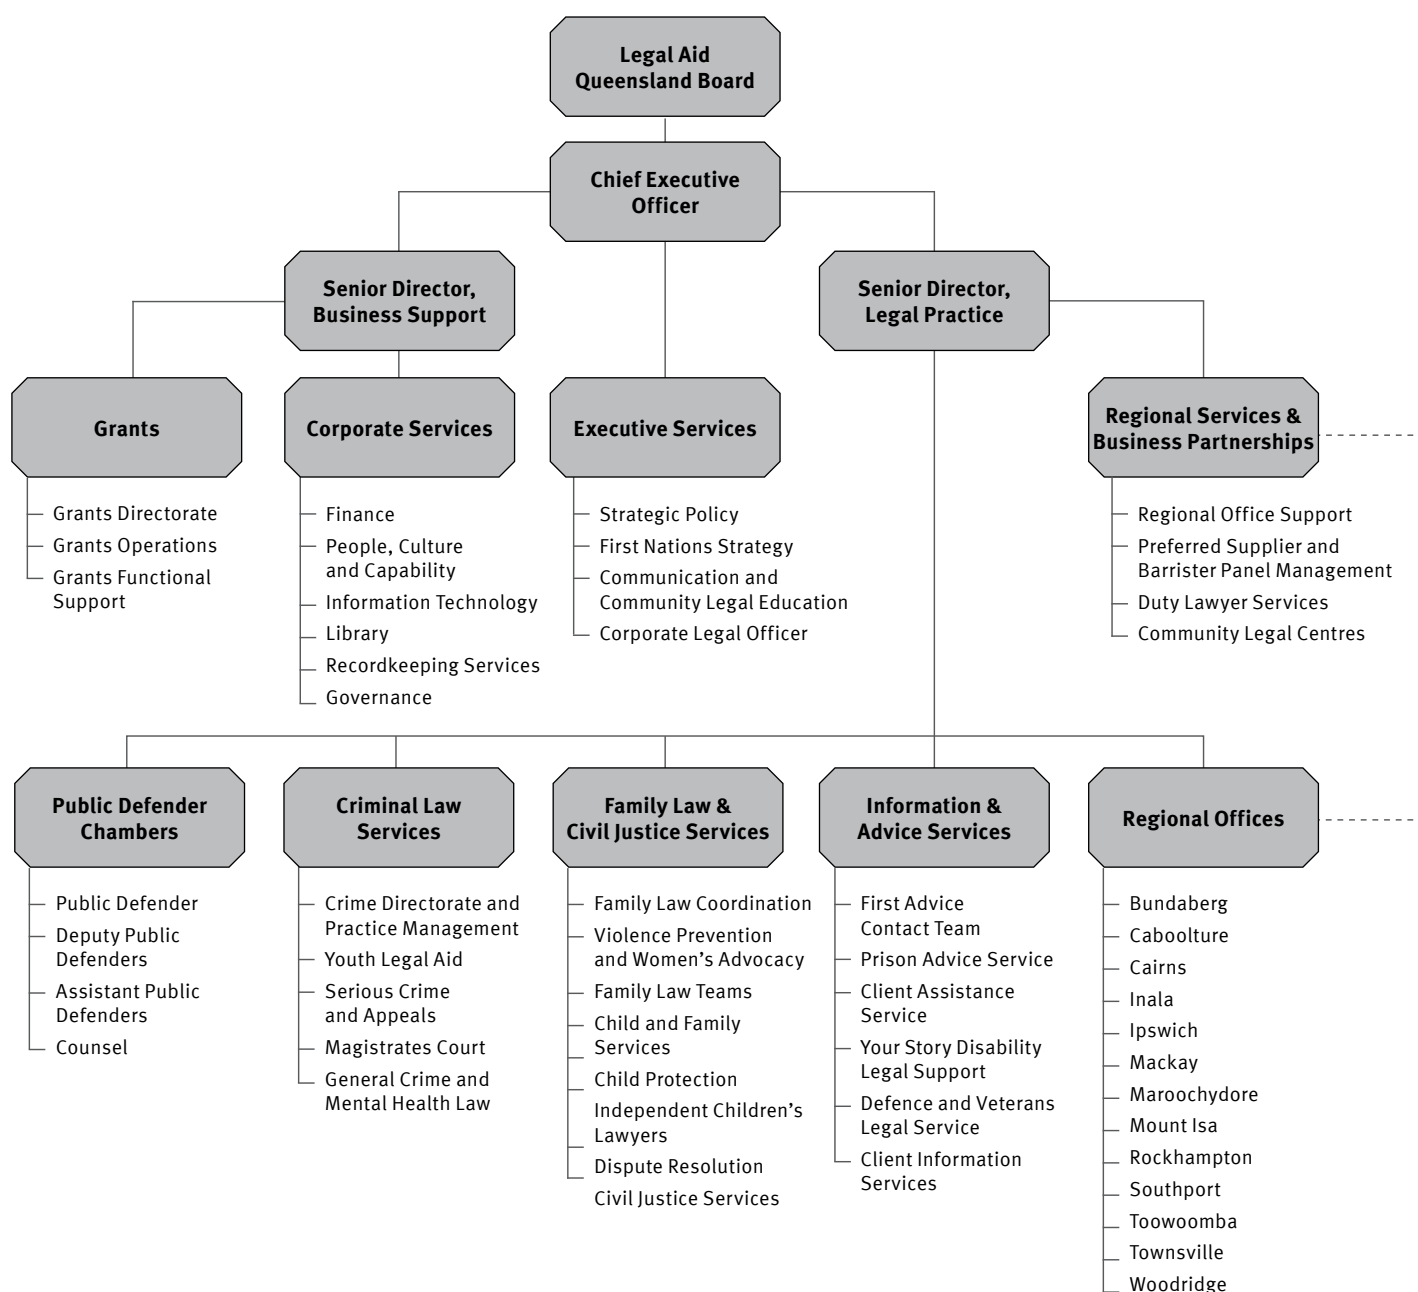 Legal Aid
Queensland Board
Chief Executive
Officer
Senior Director,
Business Support
Senior Director,
Legal Practice
Grants
Corporate Services
Executive Services
Regional Services &
Business Partnerships
Grants Directorate
Grants Operations
Grants Functional
Support
Finance
People, Culture
and Capability
Information Technology
Library
Recordkeeping Services
Governance
Strategic Policy
First Nations Strategy
Communication and
Community Legal Education
Corporate Legal Officer
Regional Office Support
Preferred Supplier and
Barrister Panel Management
Duty Lawyer Services
Community Legal Centres
Public Defender
Chambers
Criminal Law
Services
Family Law &
Civil Justice Services
Information &
Advice Services
Regional Offices
Public Defender
Deputy Public
Defenders
Assistant Public
Defenders
Counsel
Crime Directorate and
Practice Management
Youth Legal Aid
Serious Crime
and Appeals
Magistrates Court
General Crime and
Mental Health Law
Family Law Coordination
Violence Prevention
and Women’s Advocacy
Family Law Teams
Child and Family
Services
Child Protection
Independent Children’s
Lawyers
Dispute Resolution
Civil Justice Services
First Advice
Contact Team
Prison Advice Service
Client Assistance
Service
Your Story Disability
Legal Support
Defence and Veterans
Legal Service
Client Information
Services
Bundaberg
Caboolture
Cairns
Inala
Ipswich
Mackay
Maroochydore
Mount Isa
Rockhampton
Southport
Toowoomba
Townsville
Woodridge